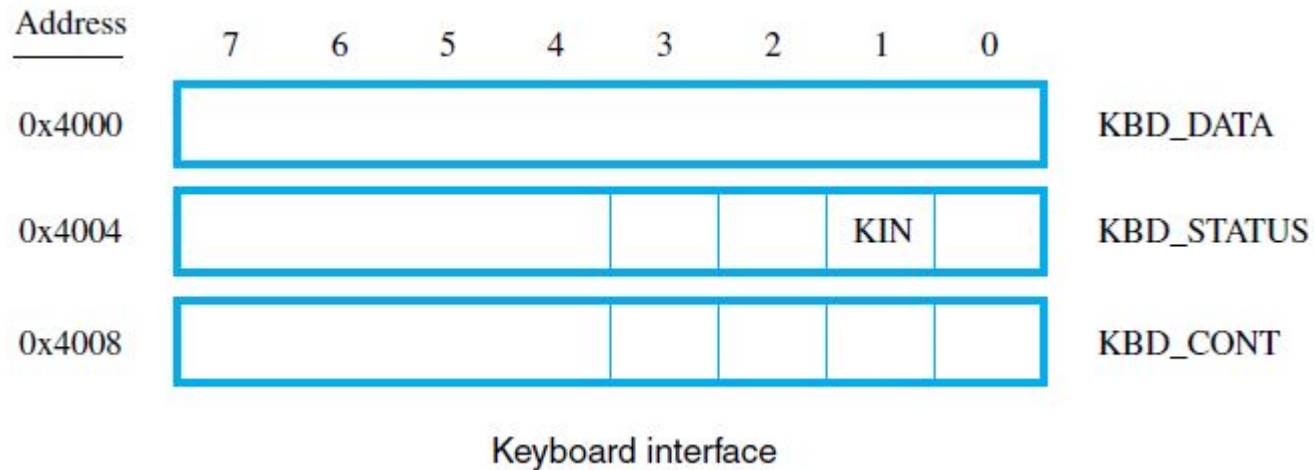 Address 7 6 5 4 3 2 1 0
0x4000 KBD_DATA
0x4004 KIN KBD_STATUS
0x4008 KBD_CONT
Keyboard interface